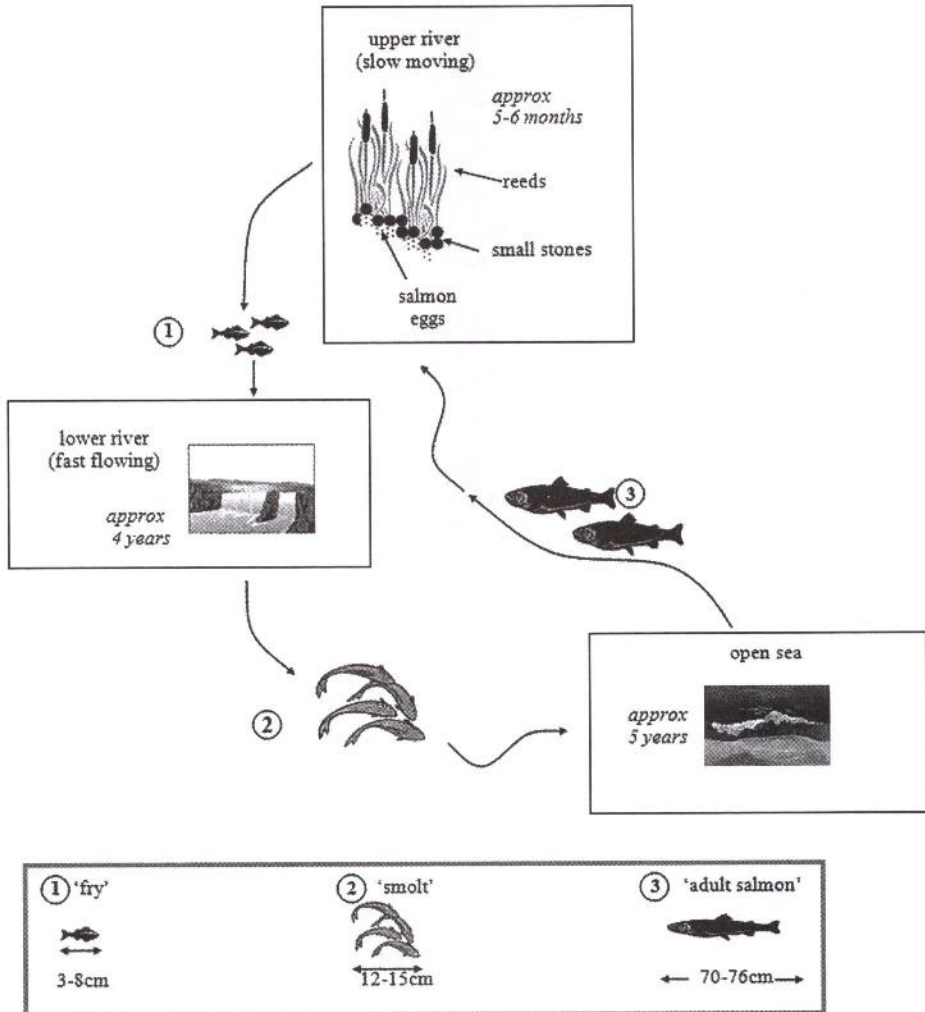 upper river
(slow moving)
approx
5-6 months
reeds
small stones
salmon
eggs
1
lower river
(fast flowing)
approx
4 years
3
open sea
approx
5 years
2
1 'fry'
3-8cm
2 'smolt'
12-15cm
3 'adult salmon'
70-76cm